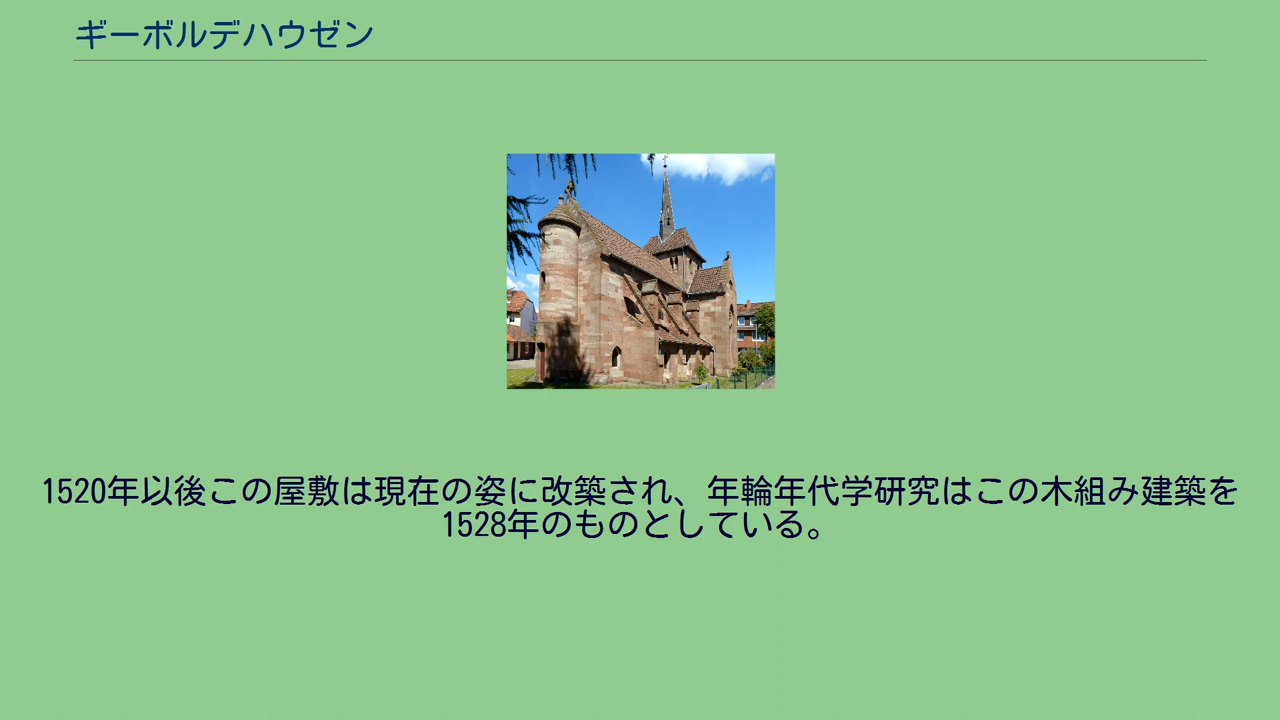 ギーボルデハウゼン
1520年以後この屋敷は現在の姿に改築され、年輪年代学研究はこの木組み建築を
1528年のものとしている。